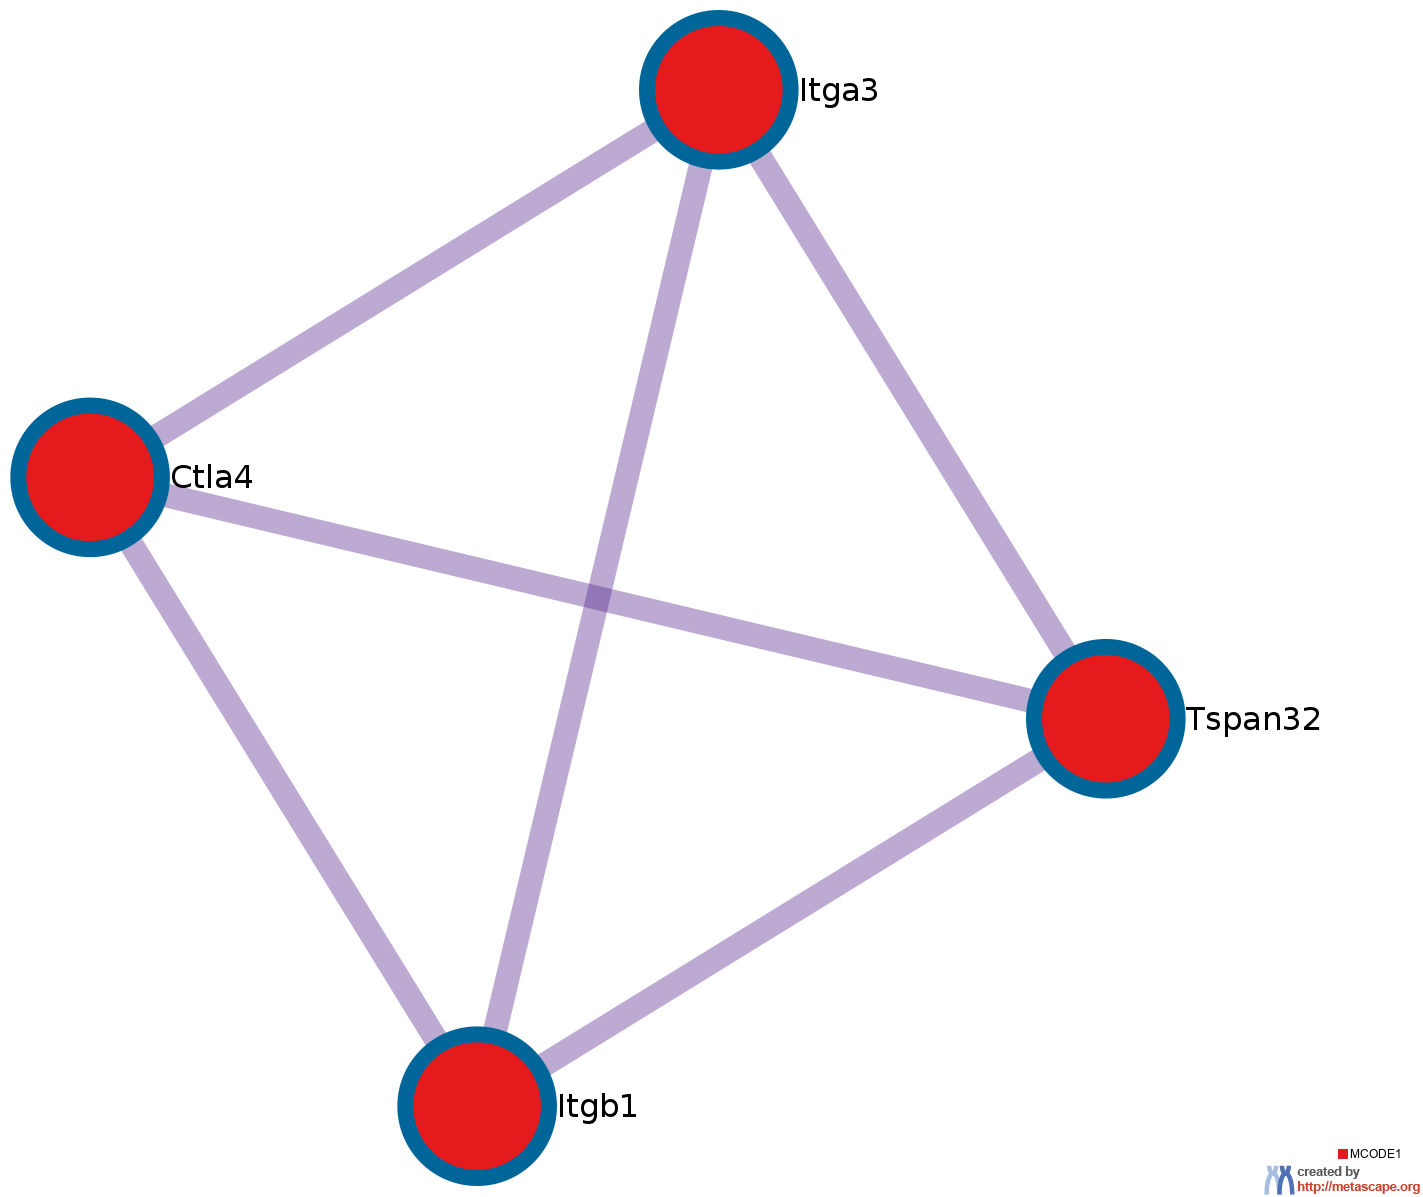 Itga3
Ctla4
Tspan32
Itgb1
MCODE1
created by
http://metascape.org